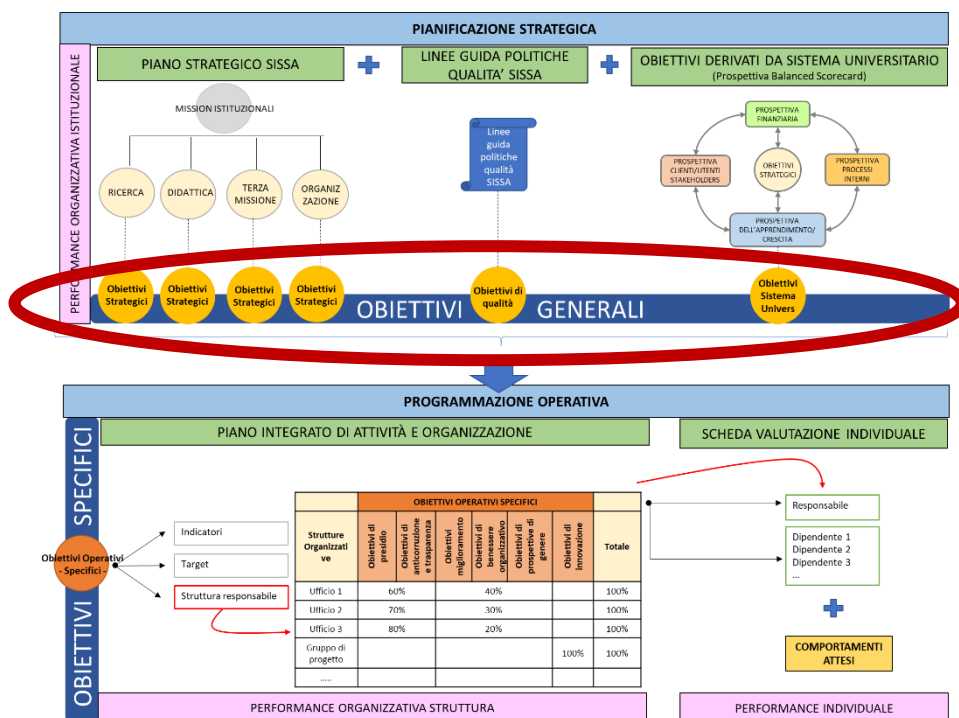 PIANIFICAZIONE STRATEGICA
PERFORMANCE ORGANIZZATIVA ISTITUZIONALE
PIANO STRATEGICO SISSA
LINEE GUIDA POLITICHE
QUALITA' SISSA
OBIETTIVI DERIVATI DA SISTEMA UNIVERSITARIO
(Prospettiva Balanced Scorecard)
MISSION ISTITUZIONALI
RICERCA
DIDATTICA
TERZA
MISSIONE
ORGANIZ
ZAZIONE
Linee
guida
politiche
qualità
SISSA
PROSPETTIVA
FINANZIARIA
PROSPETTIVA
CLIENTI/UTENTI
STAKEHOLDERS
OBIETTIVI
STRATEGICI
PROSPETTIVA
PROCESSI
INTERNI
PROSPETTIVA
DELL'APPRENDIMENTO/
CRESCITA
Obiettivi
Strategici
Obiettivi
Strategici
Obiettivi
Strategici
Obiettivi
Strategici
Obiettivi di
qualità
Obiettivi
Sistema
Univers
OBIETTIVI GENERALI
PROGRAMMAZIONE OPERATIVA
OBIETTIVI SPECIFICI
PIANO INTEGRATO DI ATTIVITÀ E ORGANIZZAZIONE
SCHEDA VALUTAZIONE INDIVIDUALE
Obiettivi Operativi
- Specifici -
Indicatori
Target
Struttura responsabile
Strutture
Organizzati
ve
OBIETTIVI OPERATIVI SPECIFICI
Obiettivi di
presidio
Obiettivi di
anticorruzione
e trasparenza
Obiettivi
miglioramento
Obiettivi di
benessere
organizzativo
Obiettivi di
prospettive di
genere
Obiettivi di
innovazione
Totale
Ufficio 1 60% 40% 100%
Ufficio 2 70% 30% 100%
Ufficio 3 80% 20% 100%
Gruppo di
progetto 100% 100%
.....
Responsabile
Dipendente 1
Dipendente 2
Dipendente 3
...
COMPORTAMENTI
ATTESI
PERFORMANCE ORGANIZZATIVA STRUTTURA
PERFORMANCE INDIVIDUALE